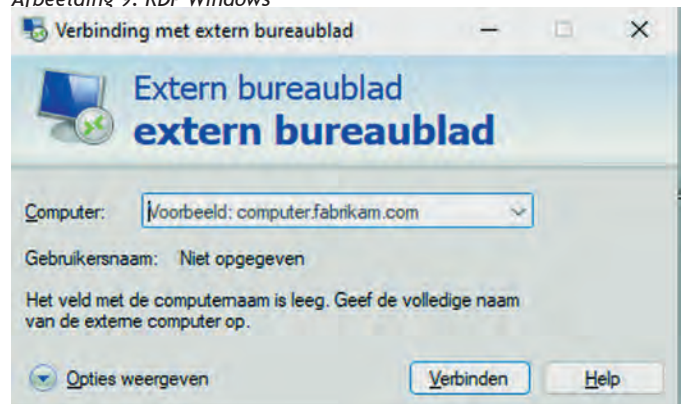 Afbeelding 9. RDP Windows
Verbinding met extern bureaublad
Extern bureaublad
extern bureaublad
Computer: Voorbeeld: computer.fabrikam.com
Gebruikersnaam: Niet opgegeven
Het veld met de computernaam is leeg. Geef de volledige naam
van de externe computer op.
Opties weergeven Verbinden Help